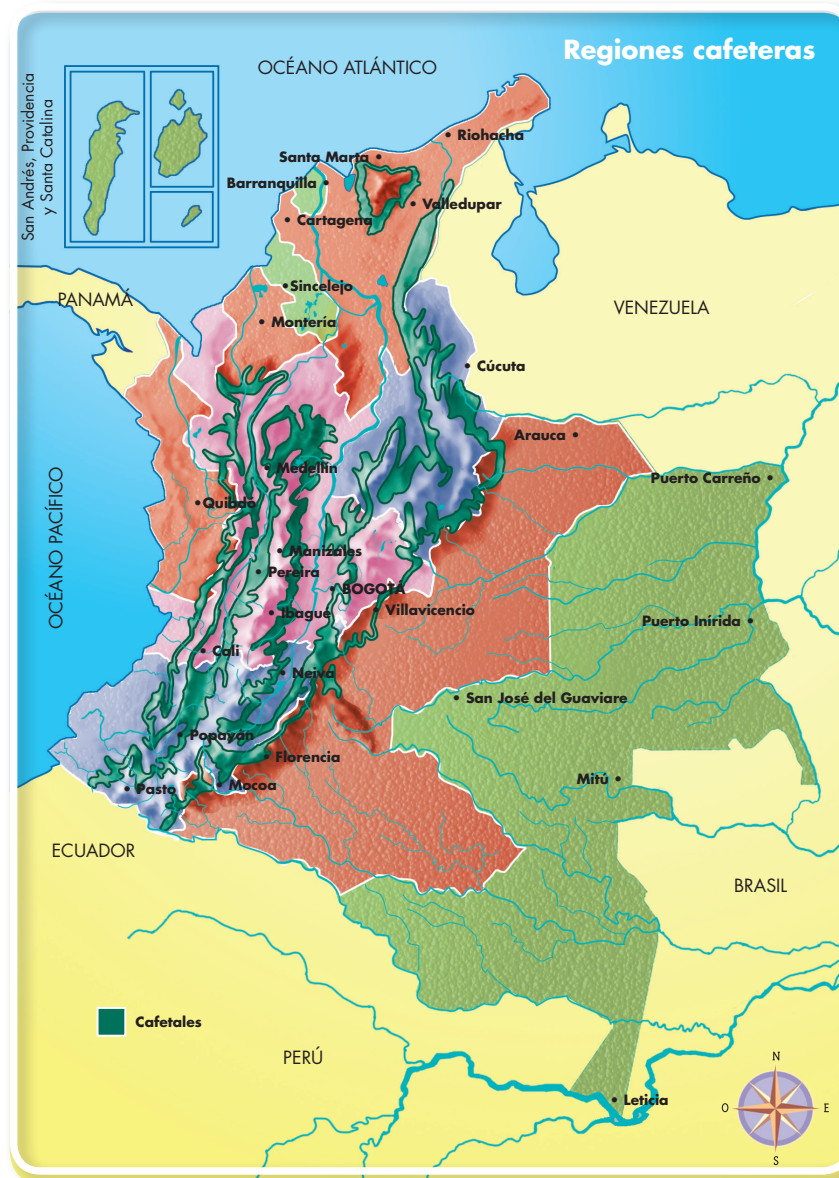 Regiones cafeteras
OCÉANO ATLÁNTICO
San Andrés, Providencia
y Santa Catalina
Riohacha
Santa Marta
Barranquilla
Valledupar
Cartagena
Sincelejo
PANAMÁ
VENEZUELA
Montería
Cúcuta
Arauca
Medellín
Puerto Carreño
Quibdó
OCÉANO PACÍFICO
Manizales
Pereira
BOGOTÁ
Ibague
Villavicencio
Puerto Inírida
Cali
Neiva
San José del Guaviare
Popayán
Florencia
Mitú
Mocoa
Pasto
ECUADOR
BRASIL
Cafetales
PERÚ
Leticia
N
O
E
S